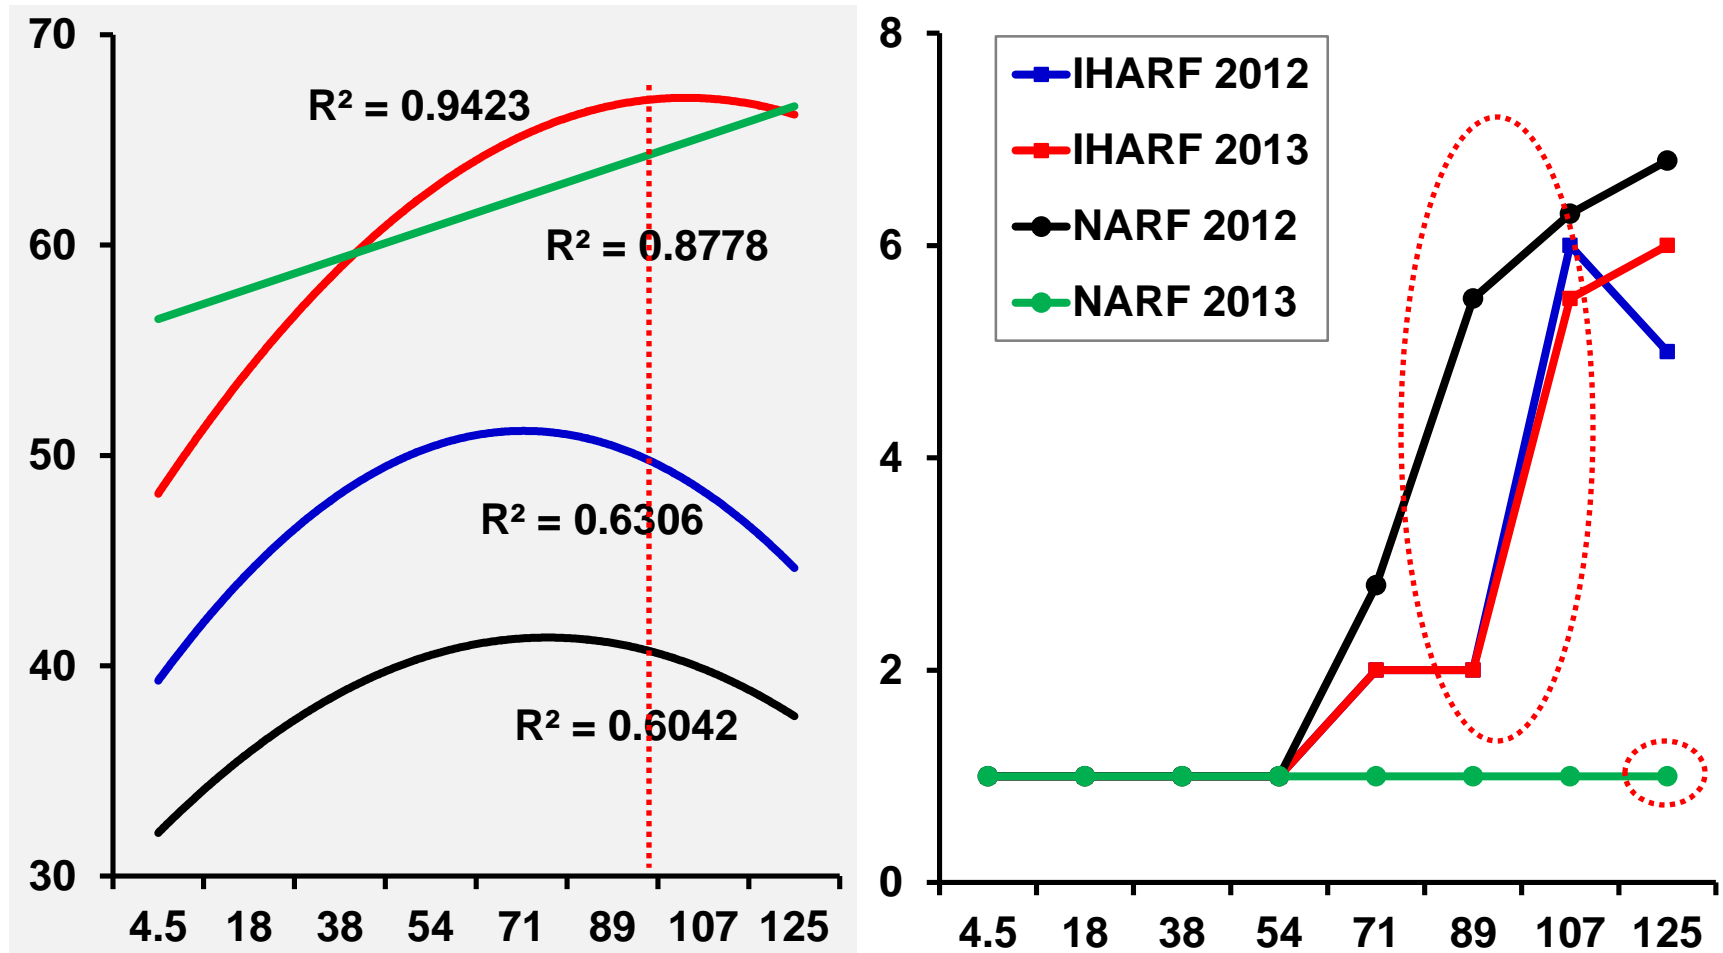 70
60
50
40
30
R² = 0.9423
R² = 0.8778
R² = 0.6306
R² = 0.6042
4.5 18 38 54 71 89 107 125
8
6
4
2
0
IHARF 2012
IHARF 2013
NARF 2012
NARF 2013
4.5 18 38 54 71 89 107 125